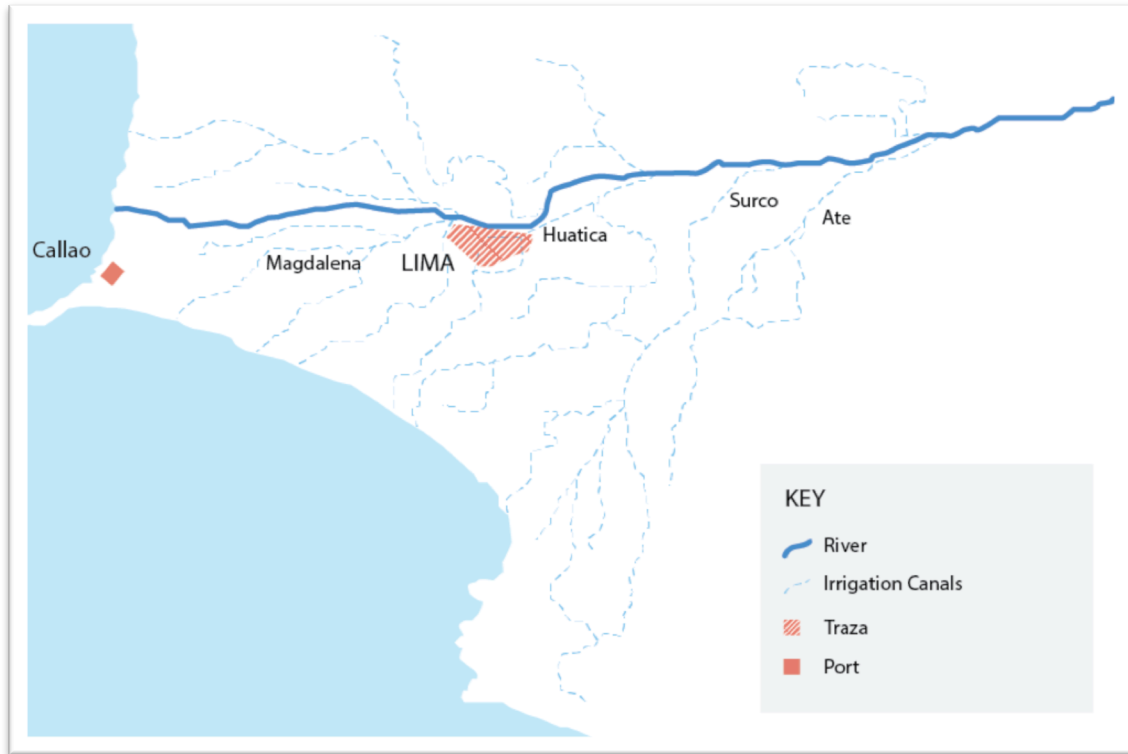 Callao
Magdalena
LIMA
Huatica
Surco
Ate
KEY
River
Irrigation Canals
Traza
Port